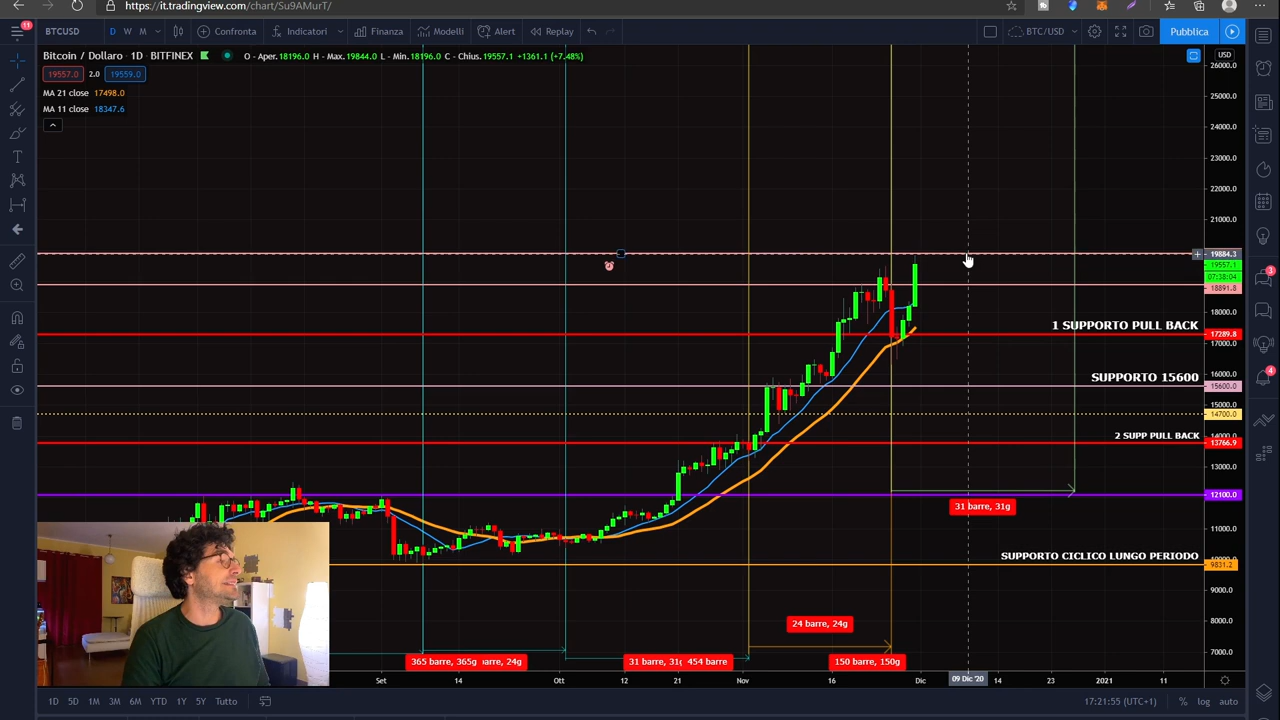 https://it.tradingview.com/chart/Su9AMurT/
11
BTCUSD
D W M
Confronta
Indicatori
Finanza
Modelli
Alert
Replay
BTC/USD
Pubblica
Bitcoin / Dollaro · 1D · BITFINEX
O - Aper.18196.0 H - Max.19844.0 L - Min.18196.0 C - Chius.19557.1 +1361.1 (+7.48%)
19557.0 2.0 19559.0
MA 21 close 17498.0
MA 11 close 18347.6
USD
26000.0
25000.0
24000.0
23000.0
22000.0
21000.0
19884.3
19557.1
07:38:04
18891.8
18000.0
1 SUPPORTO PULL BACK
17289.8
17000.0
16000.0
SUPPORTO 15600
15600.0
15000.0
14700.0
14000.0
2 SUPP PULL BACK
13766.9
13000.0
12100.0
31 barre, 31g
11000.0
SUPPORTO CICLICO LUNGO PERIODO
9831.2
9000.0
8000.0
7000.0
24 barre, 24g
365 barre, 365g
arre, 24g
31 barre, 31g
454 barre
150 barre, 150g
Set 14 Ott 12 21 Nov 16 Dic 09 Dic '20 14 23 2021 11
1D 5D 1M 3M 6M YTD 1Y 5Y Tutto
17:21:55 (UTC+1) % log auto
3
4